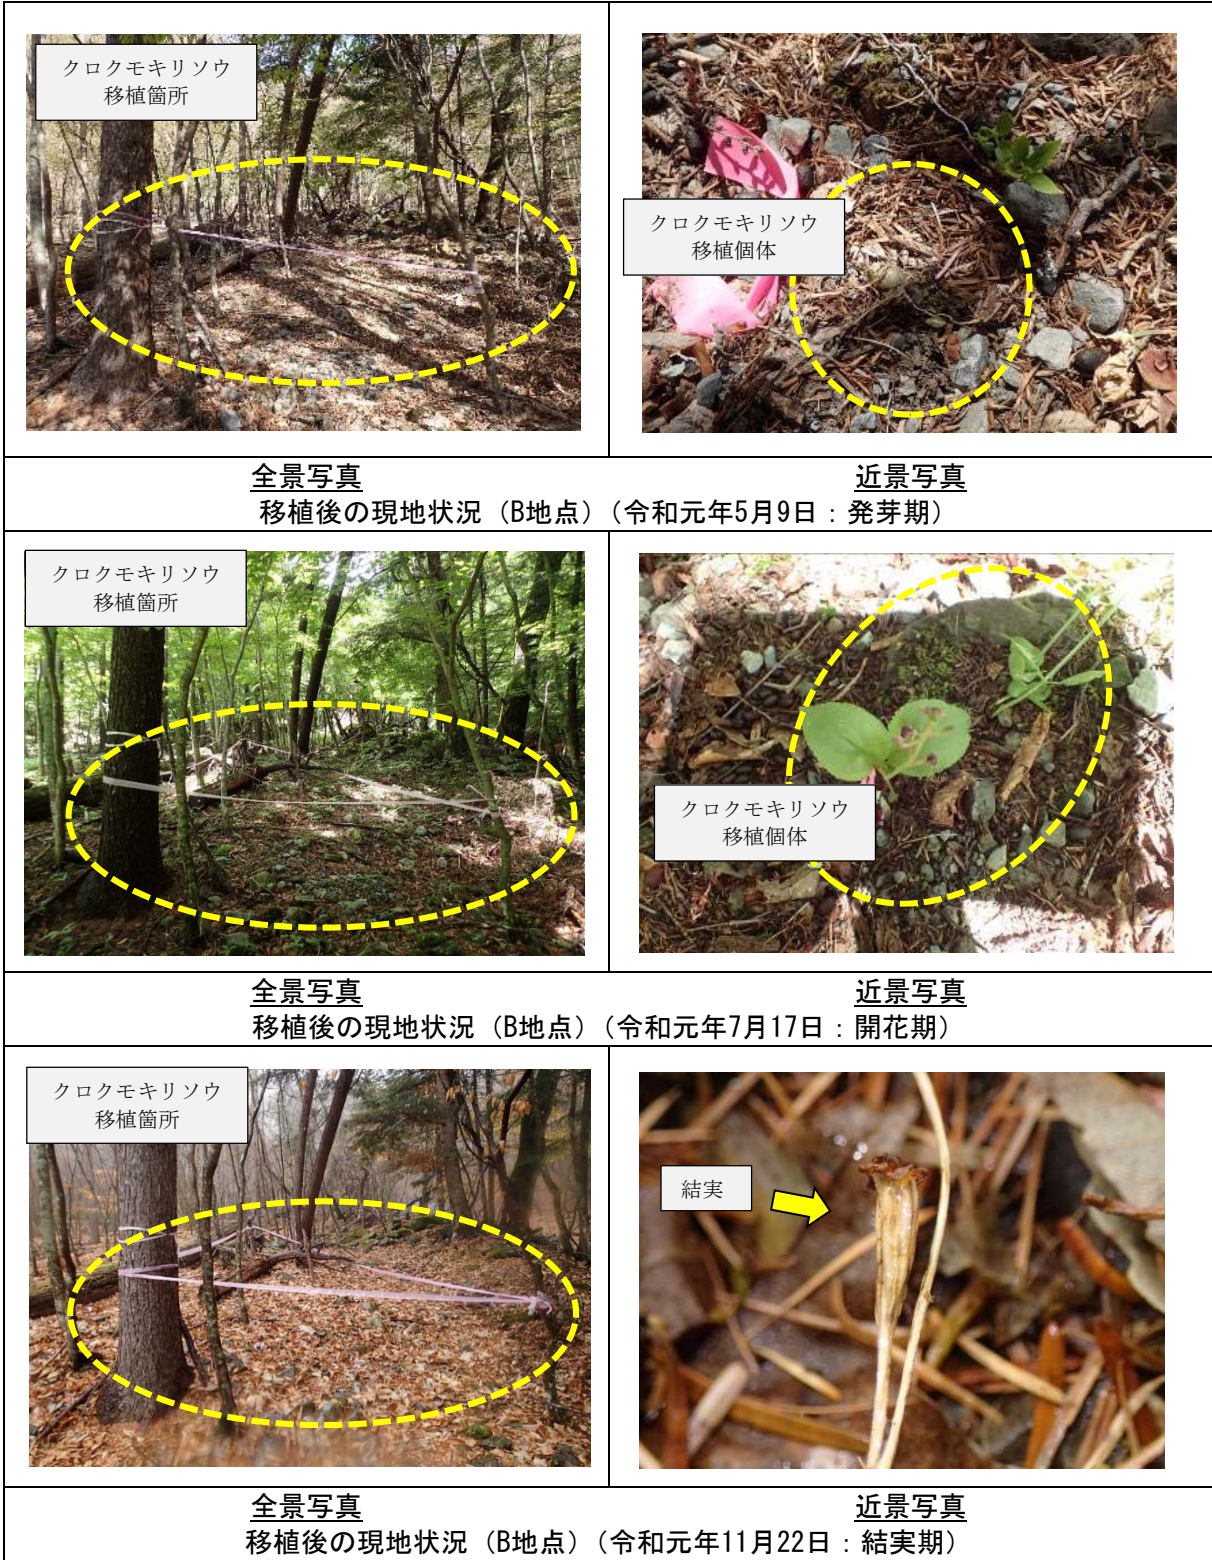 クロクモキリソウ
移植箇所
クロクモキリソウ
移植個体
全景写真
近景写真
移植後の現地状況（B地点）（令和元年5月9日：発芽期）
クロクモキリソウ
移植箇所
クロクモキリソウ
移植個体
全景写真
近景写真
移植後の現地状況（B地点）（令和元年7月17日：開花期）
クロクモキリソウ
移植箇所
結実
全景写真
近景写真
移植後の現地状況（B地点）（令和元年11月22日：結実期）